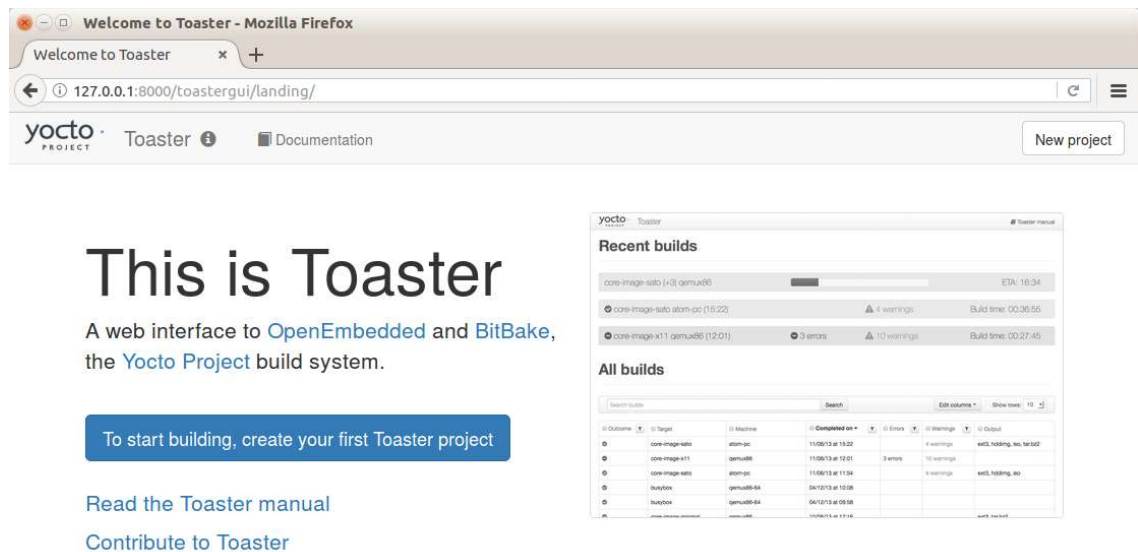 Welcome to Toaster - Mozilla Firefox
Welcome to Toaster × +
127.0.0.1:8000/toastergui/landing/
yocto PROJECT Toaster Documentation New project
This is Toaster
A web interface to OpenEmbedded and BitBake,
the Yocto Project build system.
To start building, create your first Toaster project
Read the Toaster manual
Contribute to Toaster
yocto PROJECT Toaster Toaster manual
Recent builds
core-image-sato (+3) qemux86 ETA: 16:34
core-image-sato atom-pc (15:22) 4 warnings Build time: 00:36:55
core-image-x11 qemux86 (12:01) 3 errors 10 warnings Build time: 00:27:45
All builds
Search builds Search Edit columns Show rows: 10
Outcome Target Machine Completed on Errors Warnings Output
core-image-sato atom-pc 11/06/13 at 15:22 4 warnings ext3, hddimg, iso, tar.bz2
core-image-x11 qemux86 11/06/13 at 12:01 3 errors 10 warnings
core-image-sato atom-pc 11/06/13 at 11:54 ext3, hddimg, iso
busybox qemux86-64 04/12/13 at 10:08
busybox qemux86-64 04/12/13 at 09:58